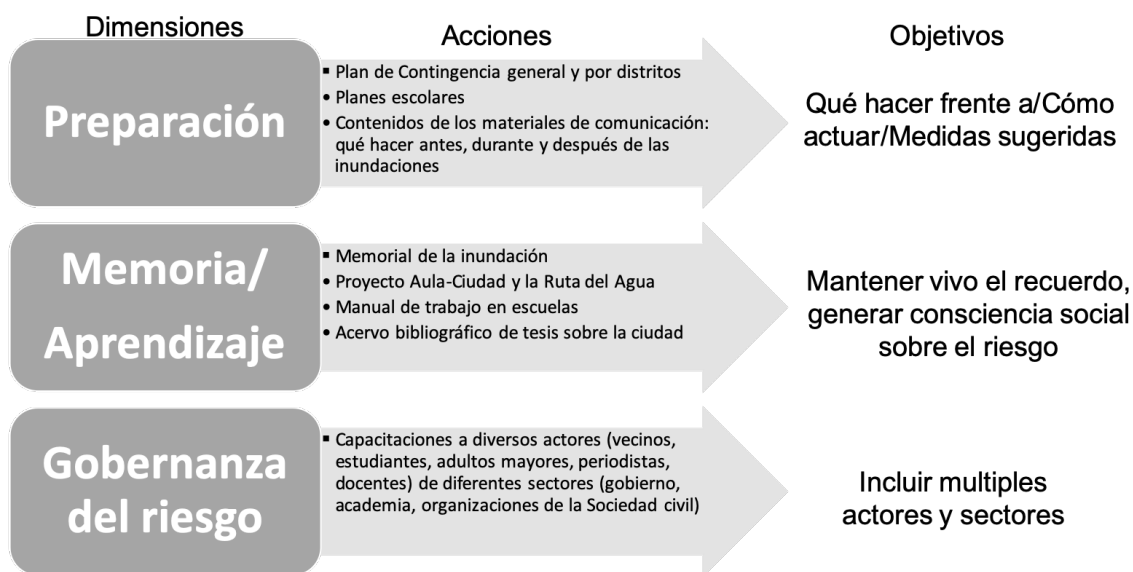 Dimensiones
Acciones
Objetivos
Preparación
▪ Plan de Contingencia general y por distritos
• Planes escolares
• Contenidos de los materiales de comunicación:
qué hacer antes, durante y después de las
inundaciones
Qué hacer frente a/Cómo
actuar/Medidas sugeridas
Memoria/
Aprendizaje
▪ Memorial de la inundación
• Proyecto Aula-Ciudad y la Ruta del Agua
• Manual de trabajo en escuelas
• Acervo bibliográfico de tesis sobre la ciudad
Mantener vivo el recuerdo,
generar consciencia social
sobre el riesgo
Gobernanza
del riesgo
▪ Capacitaciones a diversos actores (vecinos,
estudiantes, adultos mayores, periodistas,
docentes) de diferentes sectores (gobierno,
academia, organizaciones de la Sociedad civil)
Incluir multiples
actores y sectores